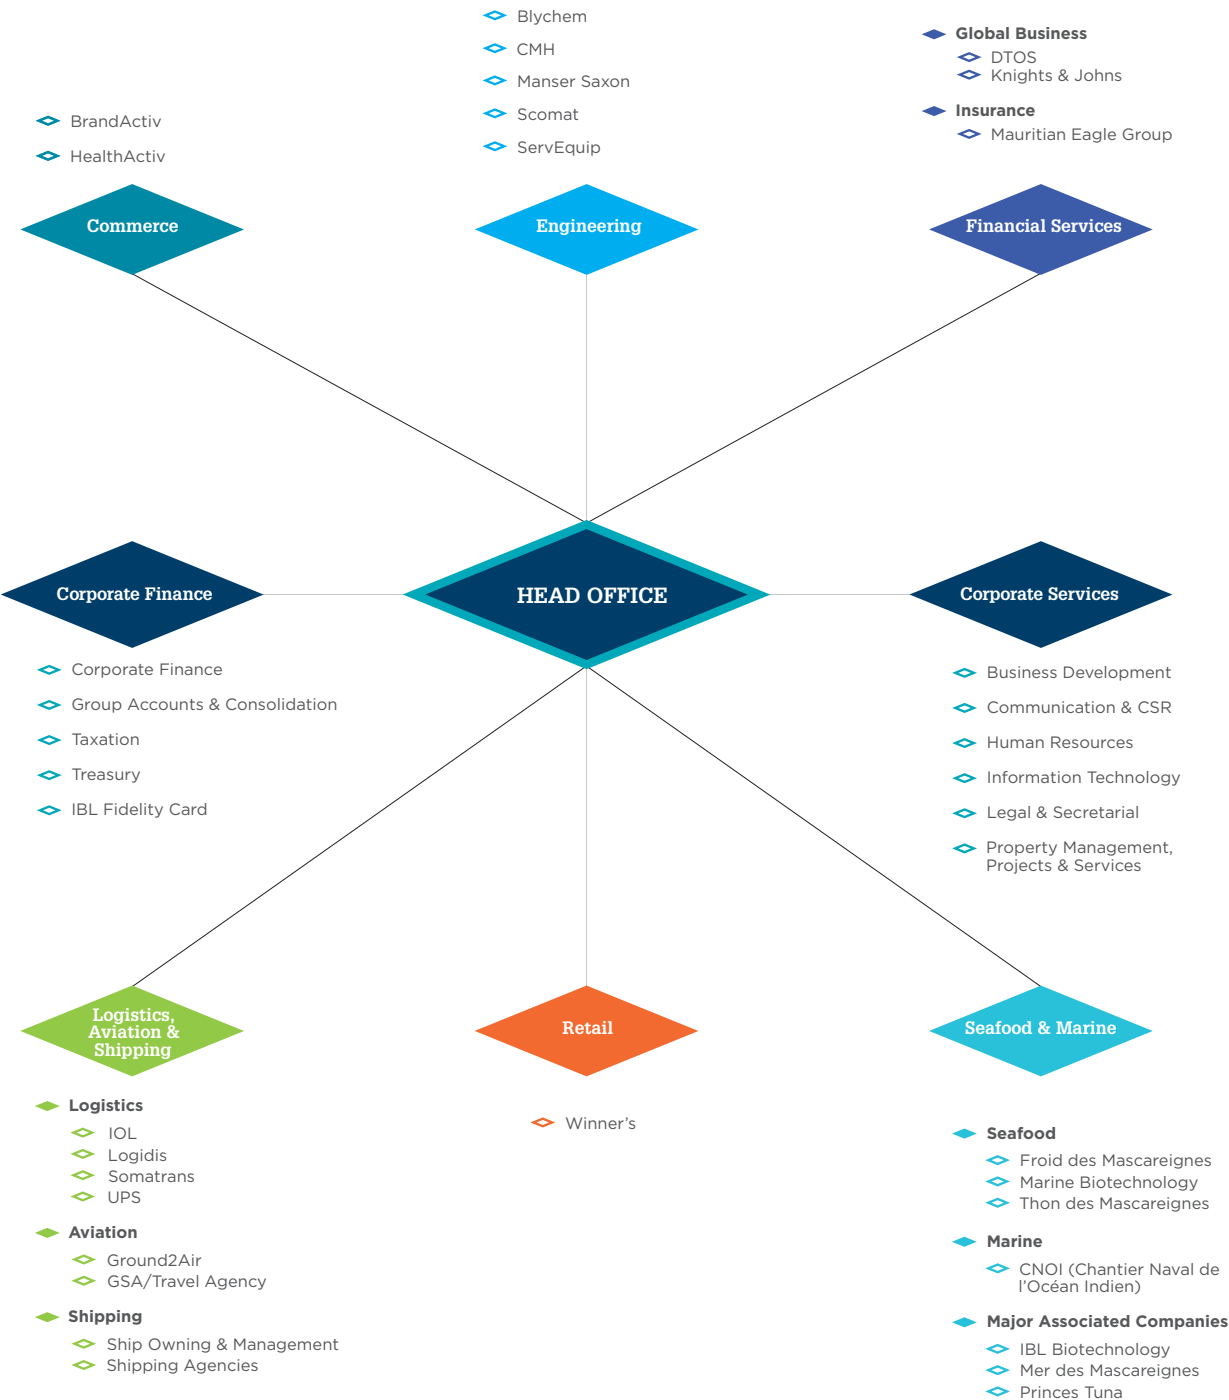 Blychem
CMH
Manser Saxon
Scomat
ServEquip
Global Business
DTOS
Knights & Johns
Insurance
Mauritian Eagle Group
BrandActiv
HealthActiv
Commerce
Engineering
Financial Services
Corporate Finance
HEAD OFFICE
Corporate Services
Corporate Finance
Group Accounts & Consolidation
Taxation
Treasury
IBL Fidelity Card
Business Development
Communication & CSR
Human Resources
Information Technology
Legal & Secretarial
Property Management,
Projects & Services
Logistics,
Aviation &
Shipping
Retail
Seafood & Marine
Logistics
IOL
Logidis
Somatrans
UPS
Aviation
Ground2Air
GSA/Travel Agency
Shipping
Ship Owning & Management
Shipping Agencies
Winner's
Seafood
Froid des Mascareignes
Marine Biotechnology
Thon des Mascareignes
Marine
CNOI (Chantier Naval de
l'Océan Indien)
Major Associated Companies
IBL Biotechnology
Mer des Mascareignes
Princes Tuna